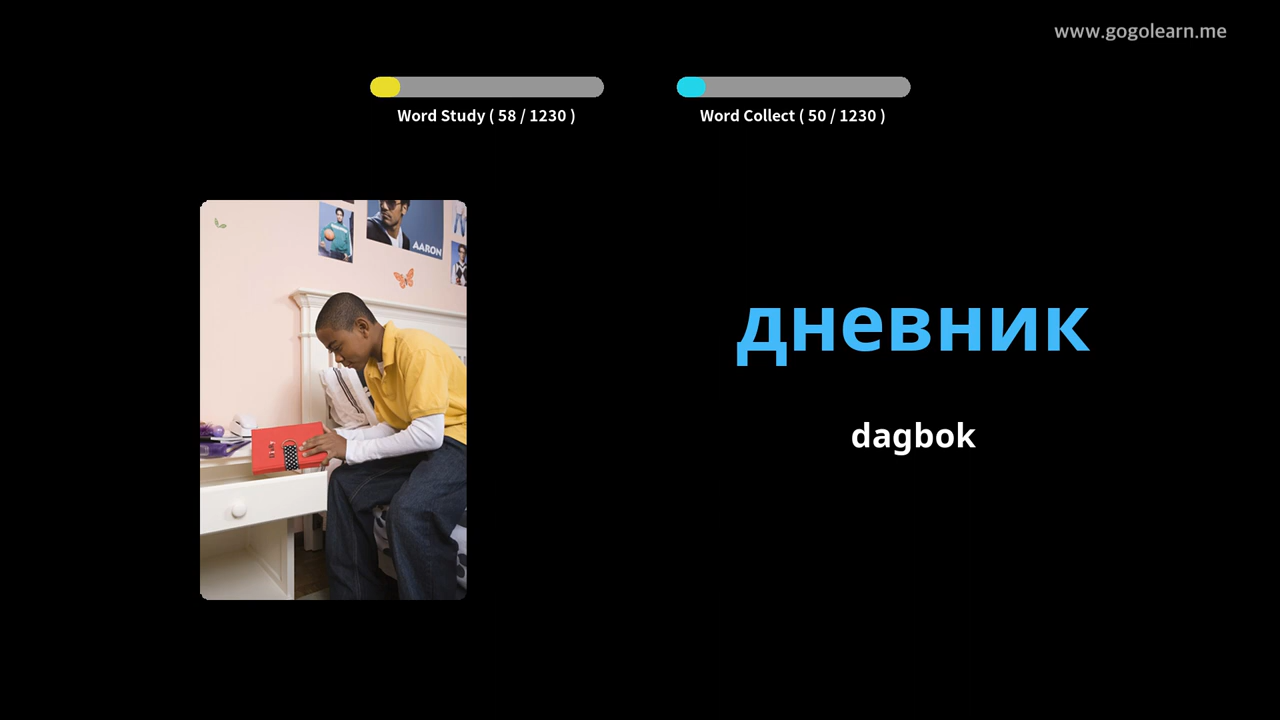 www.gogolearn.me
Word Study ( 58 / 1230 )
Word Collect ( 50 / 1230 )
AARON
дневник
dagbok